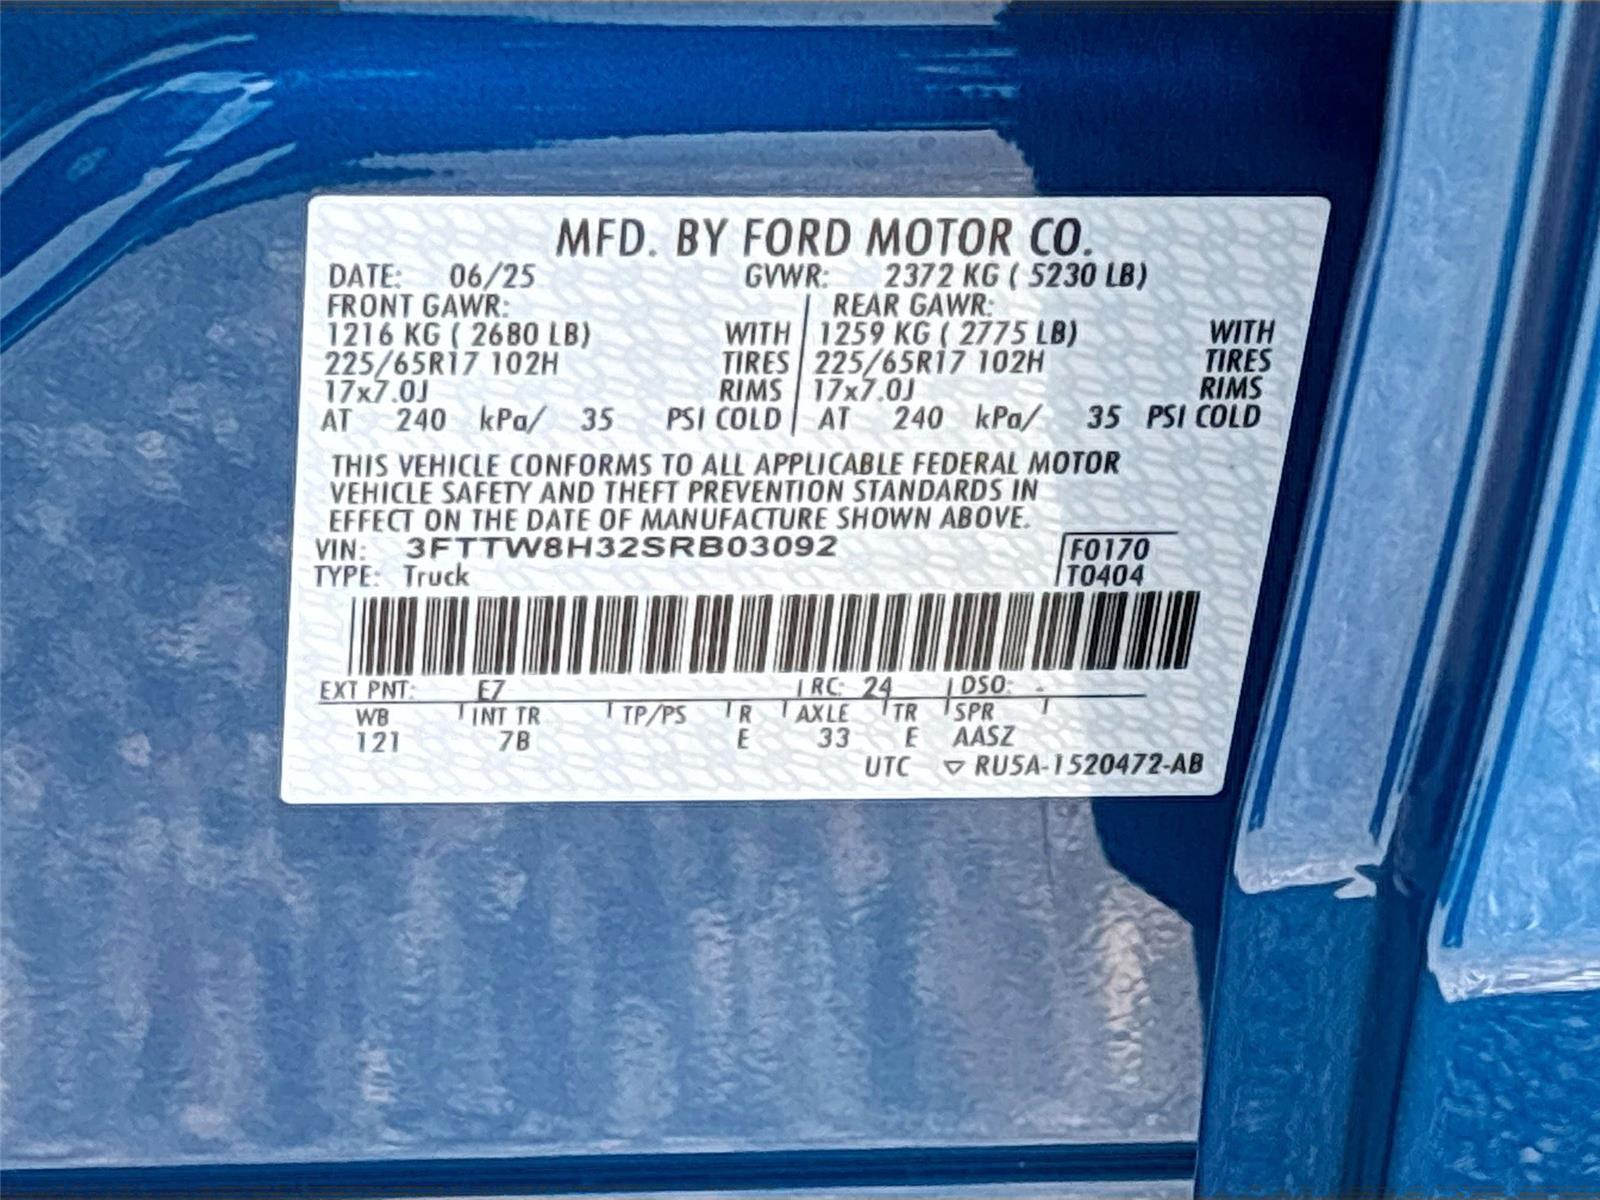 MFD. BY FORD MOTOR CO.
DATE: 06/25 GVWR: 2372 KG ( 5230 LB)
FRONT GAWR: REAR GAWR:
1216 KG ( 2680 LB) WITH 1259 KG ( 2775 LB) WITH
225/65R17 102H TIRES 225/65R17 102H TIRES
17x7.0J RIMS 17x7.0J RIMS
AT 240 kPa/ 35 PSI COLD AT 240 kPa/ 35 PSI COLD
THIS VEHICLE CONFORMS TO ALL APPLICABLE FEDERAL MOTOR
VEHICLE SAFETY AND THEFT PREVENTION STANDARDS IN
EFFECT ON THE DATE OF MANUFACTURE SHOWN ABOVE.
VIN: 3FTTW8H32SRB03092 F0170
TYPE: Truck T0404
EXT PNT: E7 RC: 24 DSO:
WB INT TR TP/PS R AXLE TR SPR
121 7B E 33 E AASZ
UTC ▽ RU5A-1520472-AB